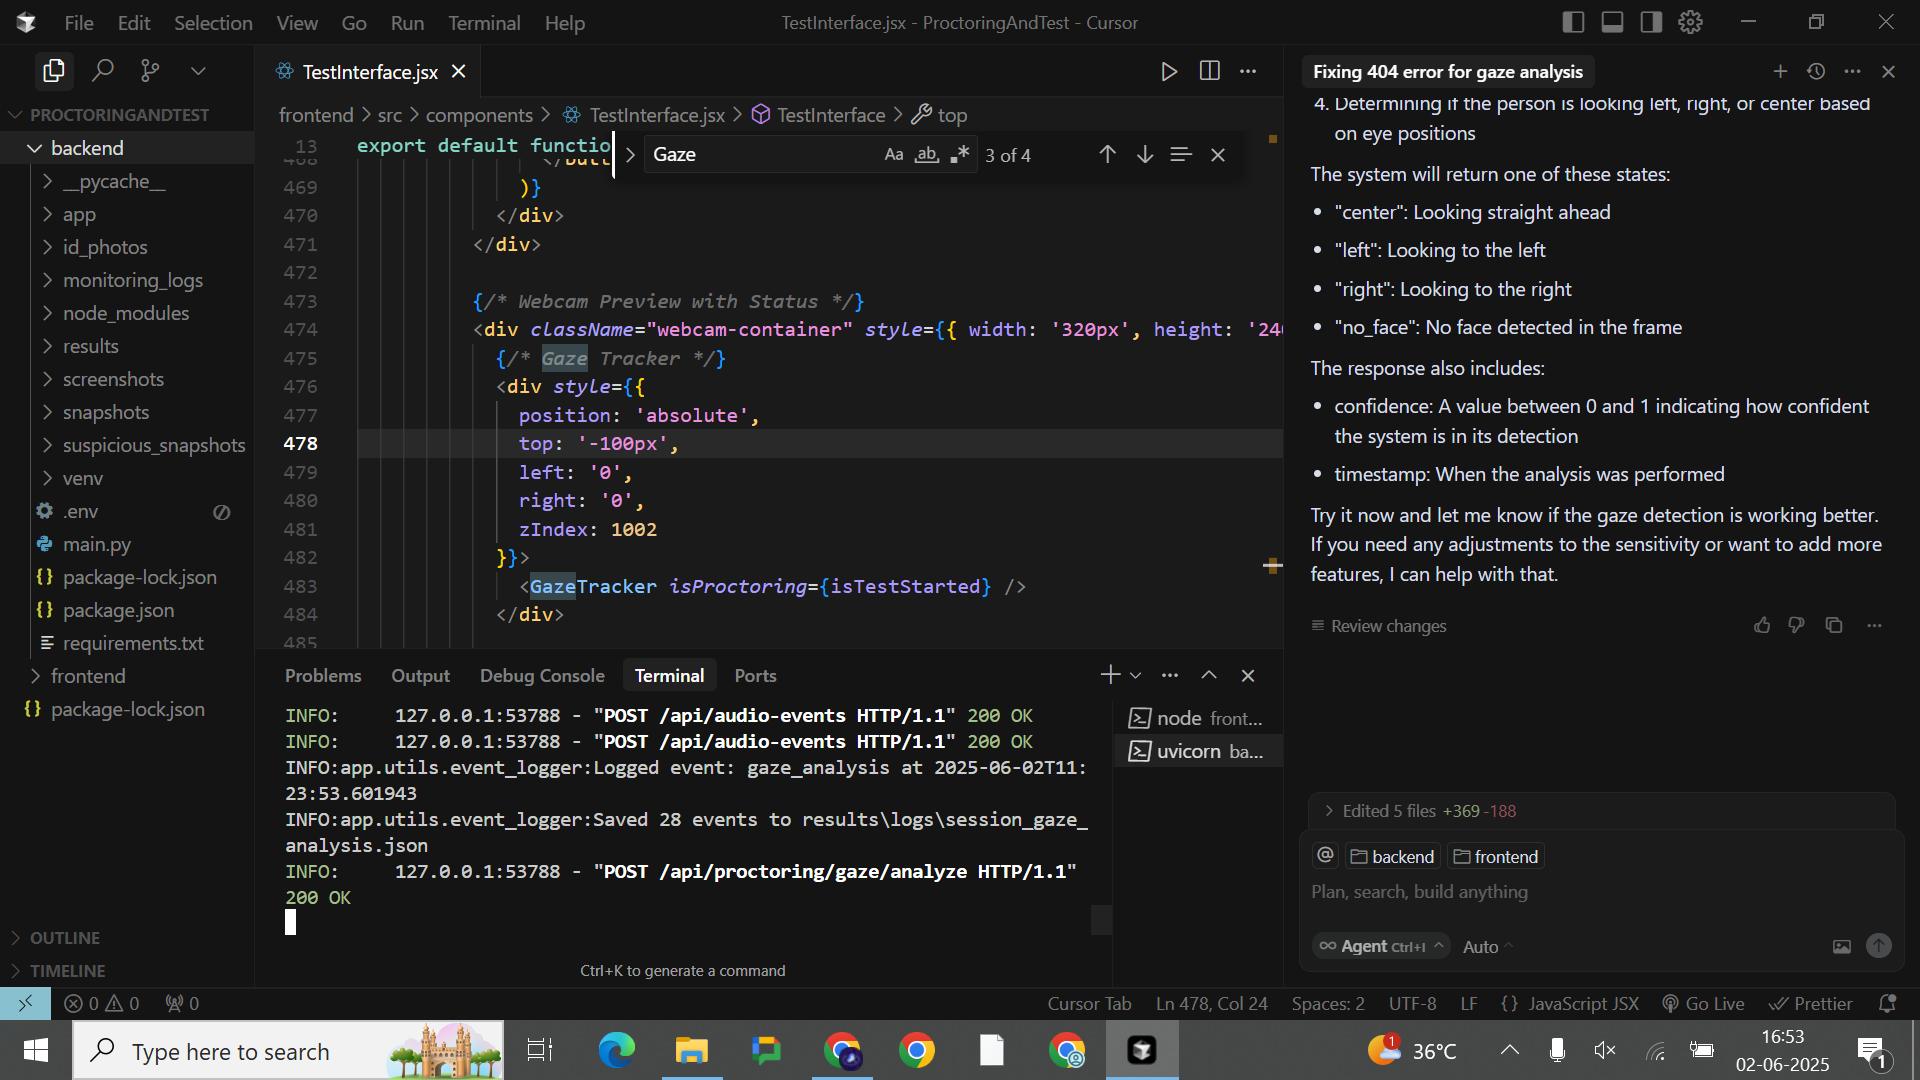 File Edit Selection View Go Run Terminal Help
TestInterface.jsx - ProctoringAndTest - Cursor
PROCTORINGANDTEST
backend
__pycache__
app
id_photos
monitoring_logs
node_modules
results
screenshots
snapshots
suspicious_snapshots
venv
.env
main.py
package-lock.json
package.json
requirements.txt
frontend
package-lock.json
OUTLINE
TIMELINE
TestInterface.jsx
frontend > src > components > TestInterface.jsx > TestInterface > top
Gaze Aa ab 3 of 4
13 export default functio
468 </butt
469 )}
470 </div>
471 </div>
472
473 {/* Webcam Preview with Status */}
474 <div className="webcam-container" style={{ width: '320px', height: '240
475 {/* Gaze Tracker */}
476 <div style={{
477 position: 'absolute',
478 top: '-100px',
479 left: '0',
480 right: '0',
481 zIndex: 1002
482 }}>
483 <GazeTracker isProctoring={isTestStarted} />
484 </div>
485
Problems Output Debug Console Terminal Ports
INFO: 127.0.0.1:53788 - "POST /api/audio-events HTTP/1.1" 200 OK
INFO: 127.0.0.1:53788 - "POST /api/audio-events HTTP/1.1" 200 OK
INFO:app.utils.event_logger:Logged event: gaze_analysis at 2025-06-02T11:
23:53.601943
INFO:app.utils.event_logger:Saved 28 events to results\logs\session_gaze_
analysis.json
INFO: 127.0.0.1:53788 - "POST /api/proctoring/gaze/analyze HTTP/1.1"
200 OK
Ctrl+K to generate a command
node front...
uvicorn ba...
Fixing 404 error for gaze analysis
4. Determining if the person is looking left, right, or center based
on eye positions
The system will return one of these states:
• "center": Looking straight ahead
• "left": Looking to the left
• "right": Looking to the right
• "no_face": No face detected in the frame
The response also includes:
• confidence: A value between 0 and 1 indicating how confident
the system is in its detection
• timestamp: When the analysis was performed
Try it now and let me know if the gaze detection is working better.
If you need any adjustments to the sensitivity or want to add more
features, I can help with that.
Review changes
Edited 5 files +369 -188
@ backend frontend
Plan, search, build anything
∞ Agent Ctrl+I Auto
0 0 0
Cursor Tab Ln 478, Col 24 Spaces: 2 UTF-8 LF {} JavaScript JSX Go Live Prettier
Type here to search
1 36°C
16:53
02-06-2025
1